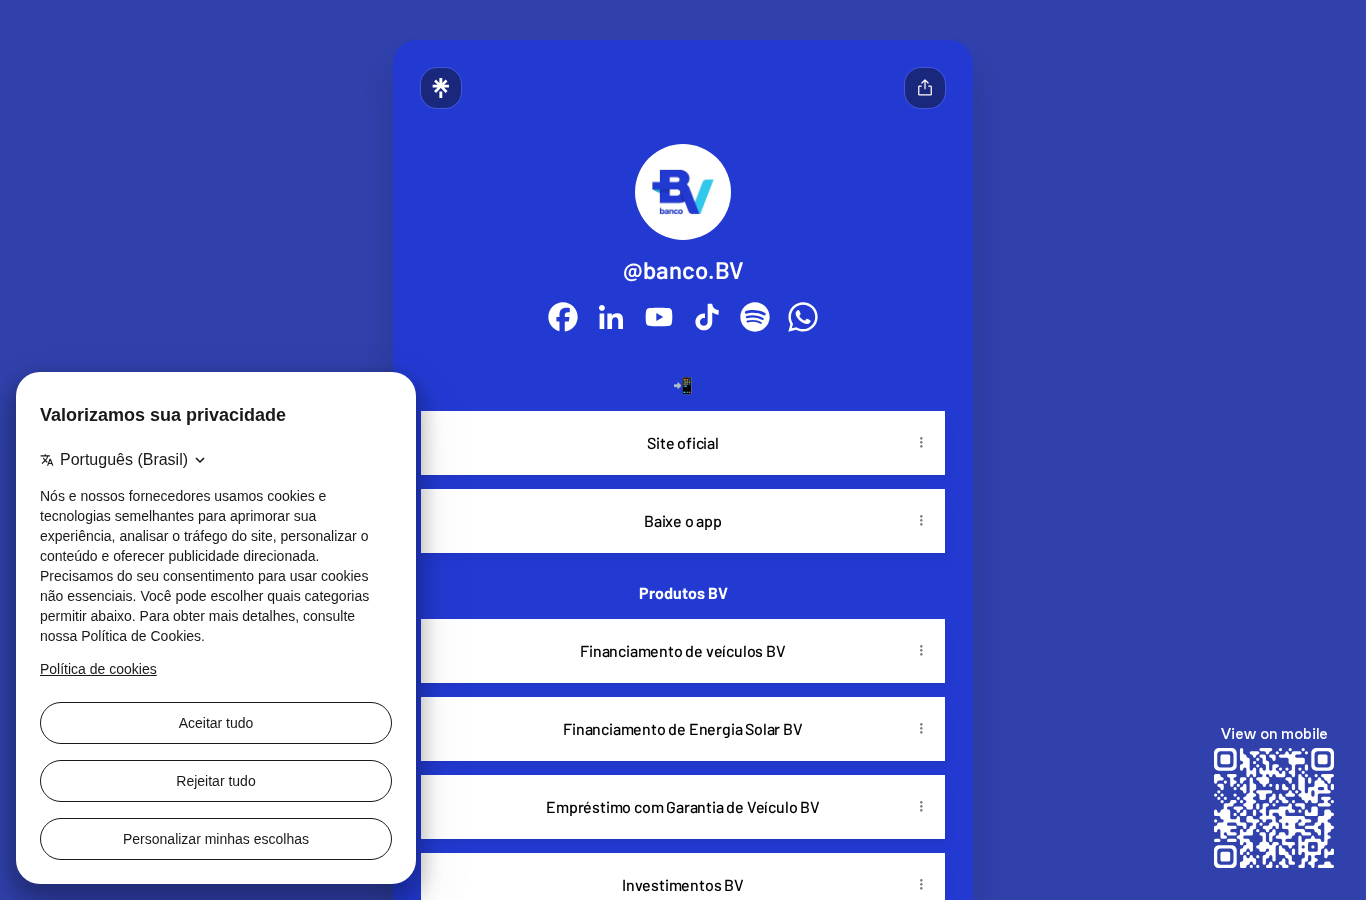 BV
banco
@banco.BV
Site oficial
Baixe o app
Produtos BV
Financiamento de veículos BV
Financiamento de Energia Solar BV
Empréstimo com Garantia de Veículo BV
Investimentos BV
Valorizamos sua privacidade
Português (Brasil)
Nós e nossos fornecedores usamos cookies e
tecnologias semelhantes para aprimorar sua
experiência, analisar o tráfego do site, personalizar o
conteúdo e oferecer publicidade direcionada.
Precisamos do seu consentimento para usar cookies
não essenciais. Você pode escolher quais categorias
permitir abaixo. Para obter mais detalhes, consulte
nossa Política de Cookies.
Política de cookies
Aceitar tudo
Rejeitar tudo
Personalizar minhas escolhas
View on mobile